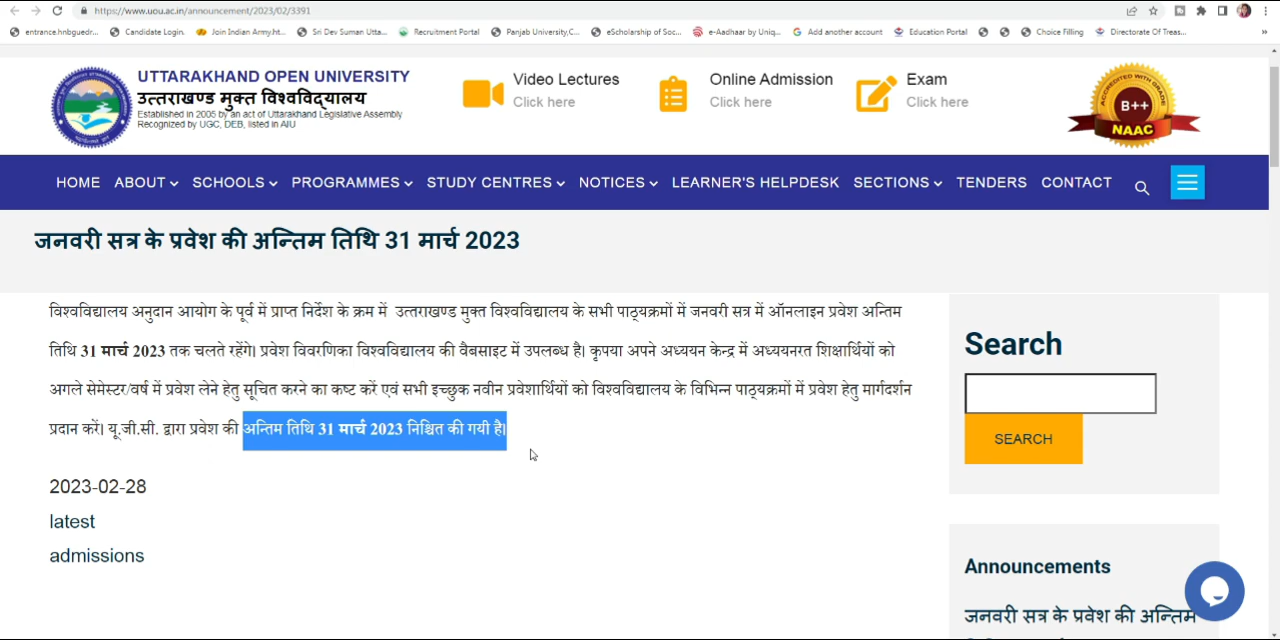 https://www.uou.ac.in/announcement/2023/02/3391
entrance.hnbguedr... Candidate Login. Join Indian Army.ht... Sri Dev Suman Utta... Recruitment Portal Panjab University,C... eScholarship of Soc... e-Aadhaar by Uniq... Add another account Education Portal Choice Filling Directorate Of Treas... »
UTTARAKHAND OPEN UNIVERSITY
उत्तराखण्ड मुक्त विश्वविद्यालय
Established in 2005 by an act of Uttarakhand Legislative Assembly
Recognized by UGC, DEB, listed in AIU
Video Lectures
Click here
Online Admission
Click here
Exam
Click here
ACCREDITED WITH GRADE
B++
NAAC
HOME ABOUT SCHOOLS PROGRAMMES STUDY CENTRES NOTICES LEARNER'S HELPDESK SECTIONS TENDERS CONTACT
जनवरी सत्र के प्रवेश की अन्तिम तिथि 31 मार्च 2023
विश्वविद्यालय अनुदान आयोग के पूर्व में प्राप्त निर्देश के क्रम में उत्तराखण्ड मुक्त विश्वविद्यालय के सभी पाठ्यक्रमों में जनवरी सत्र में ऑनलाइन प्रवेश अन्तिम
तिथि 31 मार्च 2023 तक चलते रहेंगे। प्रवेश विवरणिका विश्वविद्यालय की वैबसाइट में उपलब्ध है। कृपया अपने अध्ययन केन्द्र में अध्ययनरत शिक्षार्थियों को
अगले सेमेस्टर/वर्ष में प्रवेश लेने हेतु सूचित करने का कष्ट करें एवं सभी इच्छुक नवीन प्रवेशार्थियों को विश्वविद्यालय के विभिन्न पाठ्यक्रमों में प्रवेश हेतु मार्गदर्शन
प्रदान करें। यू.जी.सी. द्वारा प्रवेश की अन्तिम तिथि 31 मार्च 2023 निश्चित की गयी है।
2023-02-28
latest
admissions
Search
SEARCH
Announcements
जनवरी सत्र के प्रवेश की अन्तिम